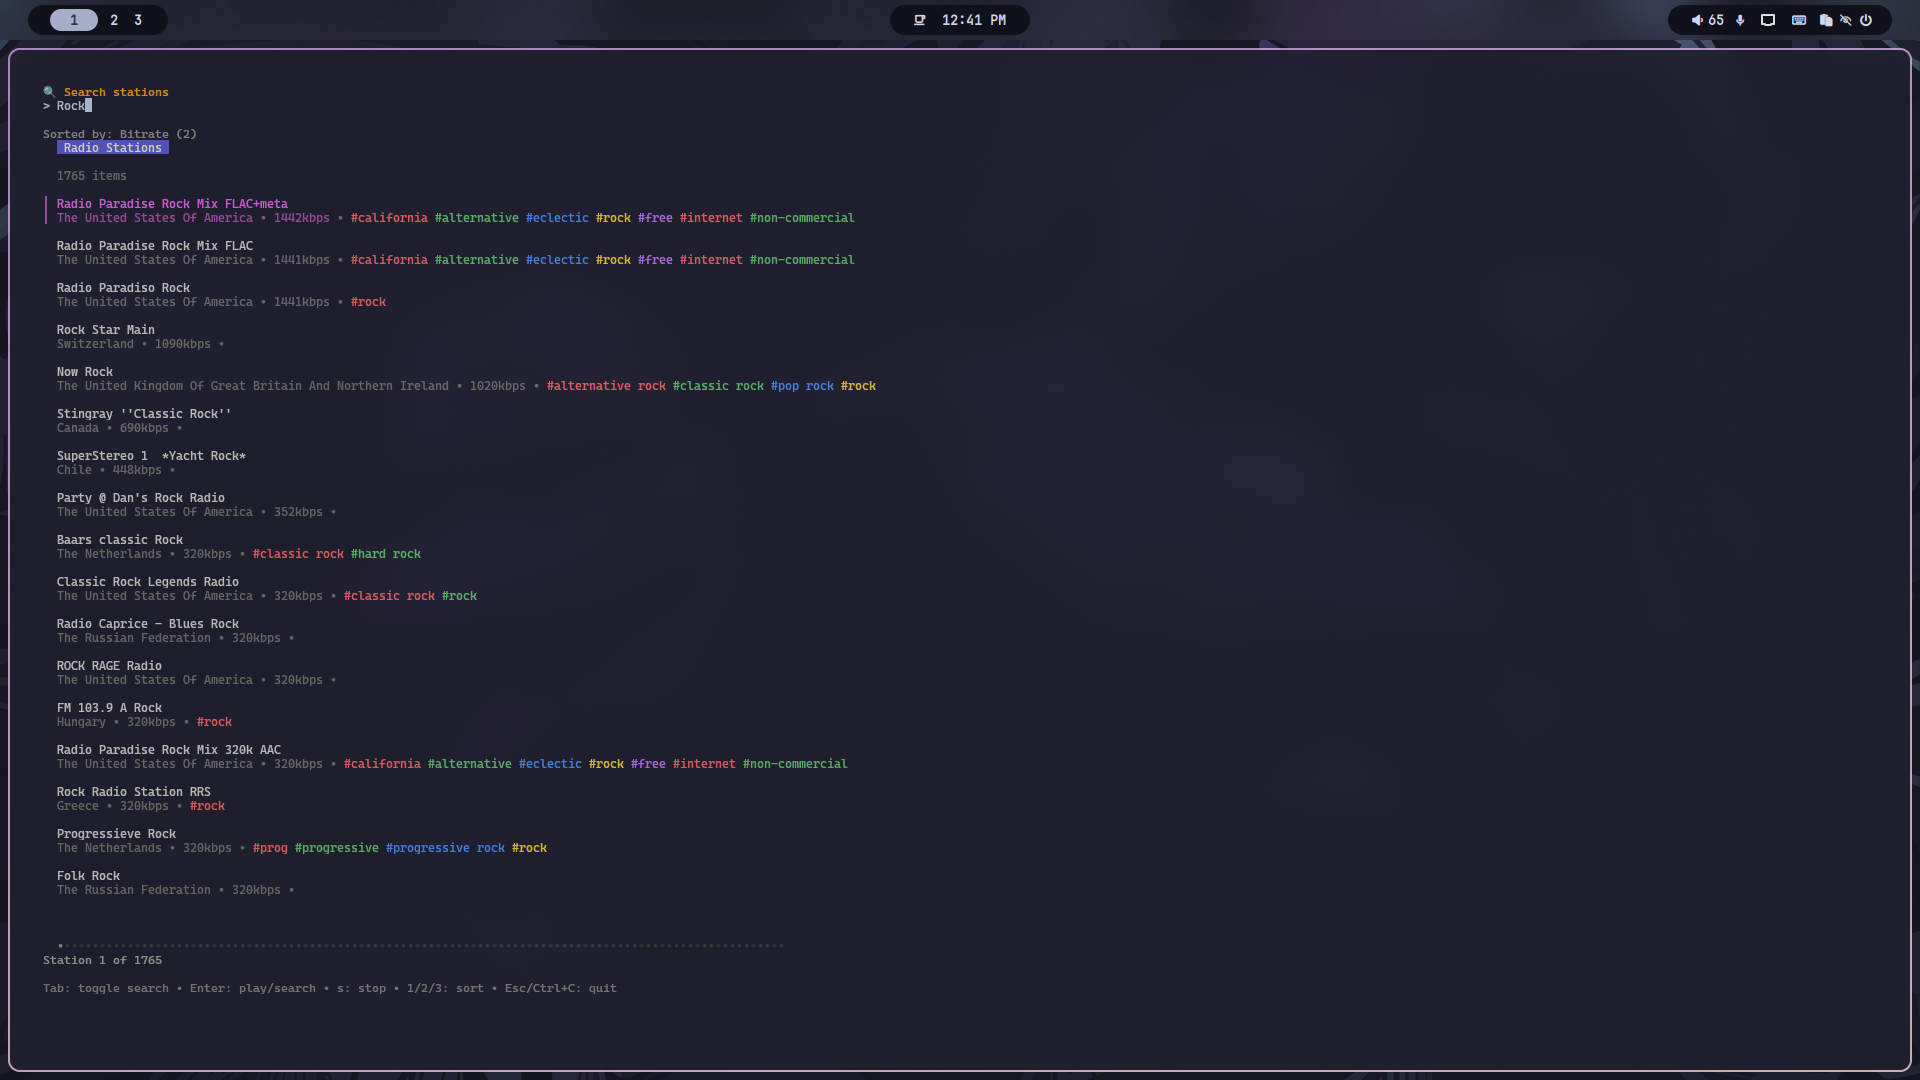 1 2 3
12:41 PM
65
🔍 Search stations
> Rock
Sorted by: Bitrate (2)
Radio Stations
1765 items
Radio Paradise Rock Mix FLAC+meta
The United States Of America • 1442kbps • #california #alternative #eclectic #rock #free #internet #non-commercial
Radio Paradise Rock Mix FLAC
The United States Of America • 1441kbps • #california #alternative #eclectic #rock #free #internet #non-commercial
Radio Paradiso Rock
The United States Of America • 1441kbps • #rock
Rock Star Main
Switzerland • 1090kbps •
Now Rock
The United Kingdom Of Great Britain And Northern Ireland • 1020kbps • #alternative rock #classic rock #pop rock #rock
Stingray ''Classic Rock''
Canada • 690kbps •
SuperStereo 1  *Yacht Rock*
Chile • 448kbps •
Party @ Dan's Rock Radio
The United States Of America • 352kbps •
Baars classic Rock
The Netherlands • 320kbps • #classic rock #hard rock
Classic Rock Legends Radio
The United States Of America • 320kbps • #classic rock #rock
Radio Caprice - Blues Rock
The Russian Federation • 320kbps •
ROCK RAGE Radio
The United States Of America • 320kbps •
FM 103.9 A Rock
Hungary • 320kbps • #rock
Radio Paradise Rock Mix 320k AAC
The United States Of America • 320kbps • #california #alternative #eclectic #rock #free #internet #non-commercial
Rock Radio Station RRS
Greece • 320kbps • #rock
Progressieve Rock
The Netherlands • 320kbps • #prog #progressive #progressive rock #rock
Folk Rock
The Russian Federation • 320kbps •
Station 1 of 1765
Tab: toggle search • Enter: play/search • s: stop • 1/2/3: sort • Esc/Ctrl+C: quit